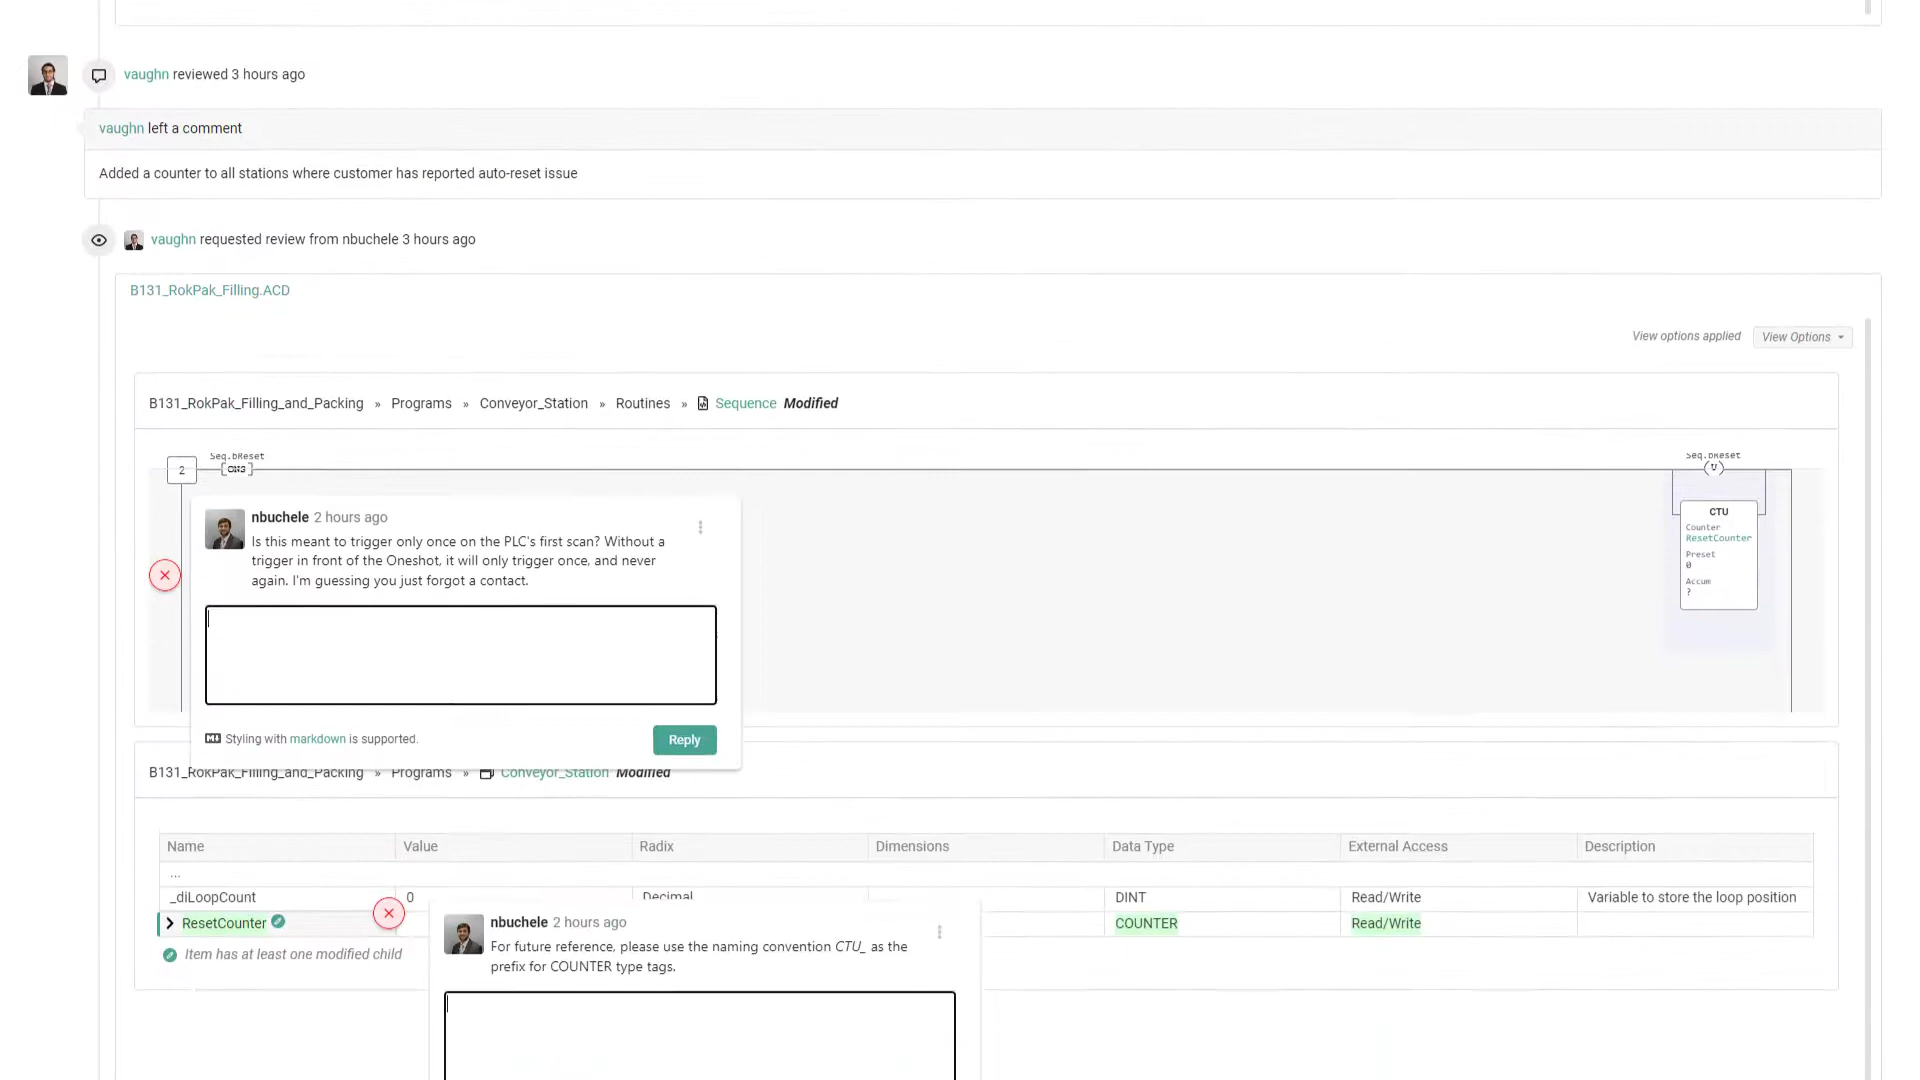 vaughn reviewed 3 hours ago
vaughn left a comment
Added a counter to all stations where customer has reported auto-reset issue
vaughn requested review from nbuchele 3 hours ago
B131_RokPak_Filling.ACD
View options applied
View Options
B131_RokPak_Filling_and_Packing » Programs » Conveyor_Station » Routines » Sequence Modified
Seq.bReset
2
ONS
Seq.bReset
U
CTU
Counter
ResetCounter
Preset
0
Accum
?
nbuchele 2 hours ago
Is this meant to trigger only once on the PLC's first scan? Without a
trigger in front of the Oneshot, it will only trigger once, and never
again. I'm guessing you just forgot a contact.
Styling with markdown is supported.
Reply
B131_RokPak_Filling_and_Packing » Programs » Conveyor_Station Modified
Name Value Radix Dimensions Data Type External Access Description
...
_diLoopCount 0 Decimal DINT Read/Write Variable to store the loop position
ResetCounter COUNTER Read/Write
Item has at least one modified child
nbuchele 2 hours ago
For future reference, please use the naming convention CTU_ as the
prefix for COUNTER type tags.